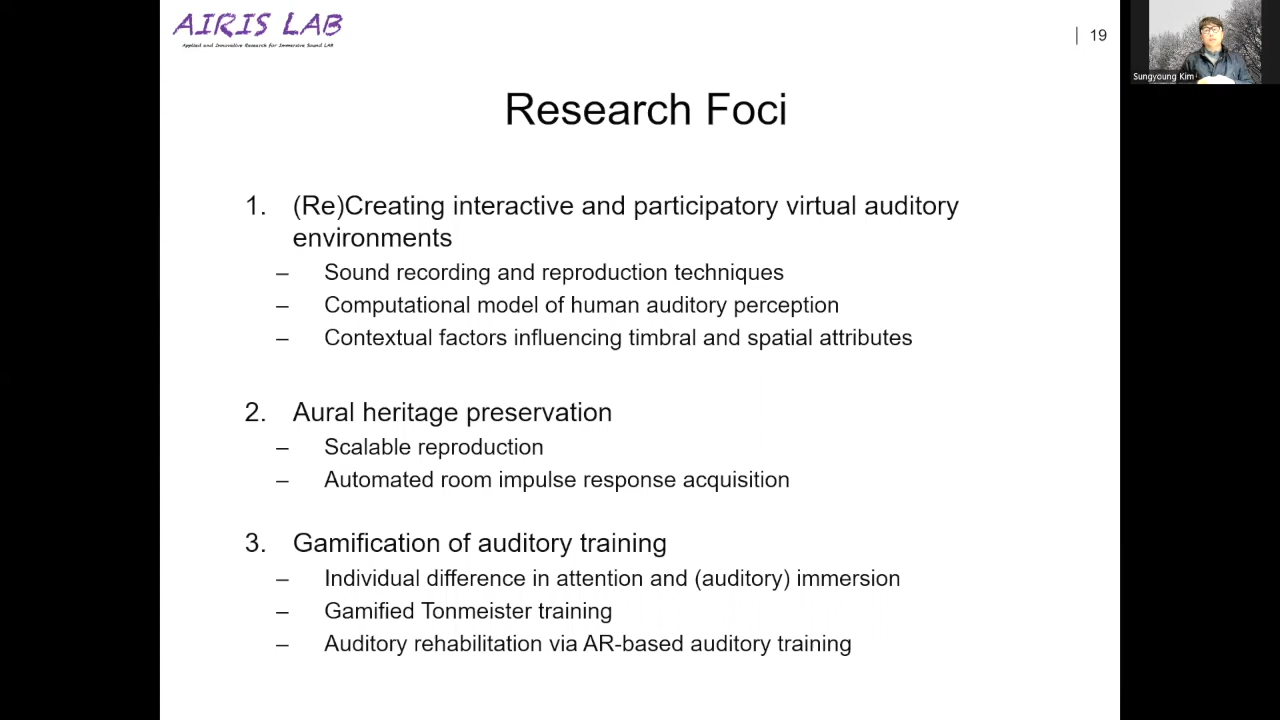 AIRIS LAB
Applied and Innovative Research for Immersive Sound LAB
19
Sungyoung Kim
Research Foci
1. (Re)Creating interactive and participatory virtual auditory
environments
– Sound recording and reproduction techniques
– Computational model of human auditory perception
– Contextual factors influencing timbral and spatial attributes
2. Aural heritage preservation
– Scalable reproduction
– Automated room impulse response acquisition
3. Gamification of auditory training
– Individual difference in attention and (auditory) immersion
– Gamified Tonmeister training
– Auditory rehabilitation via AR-based auditory training